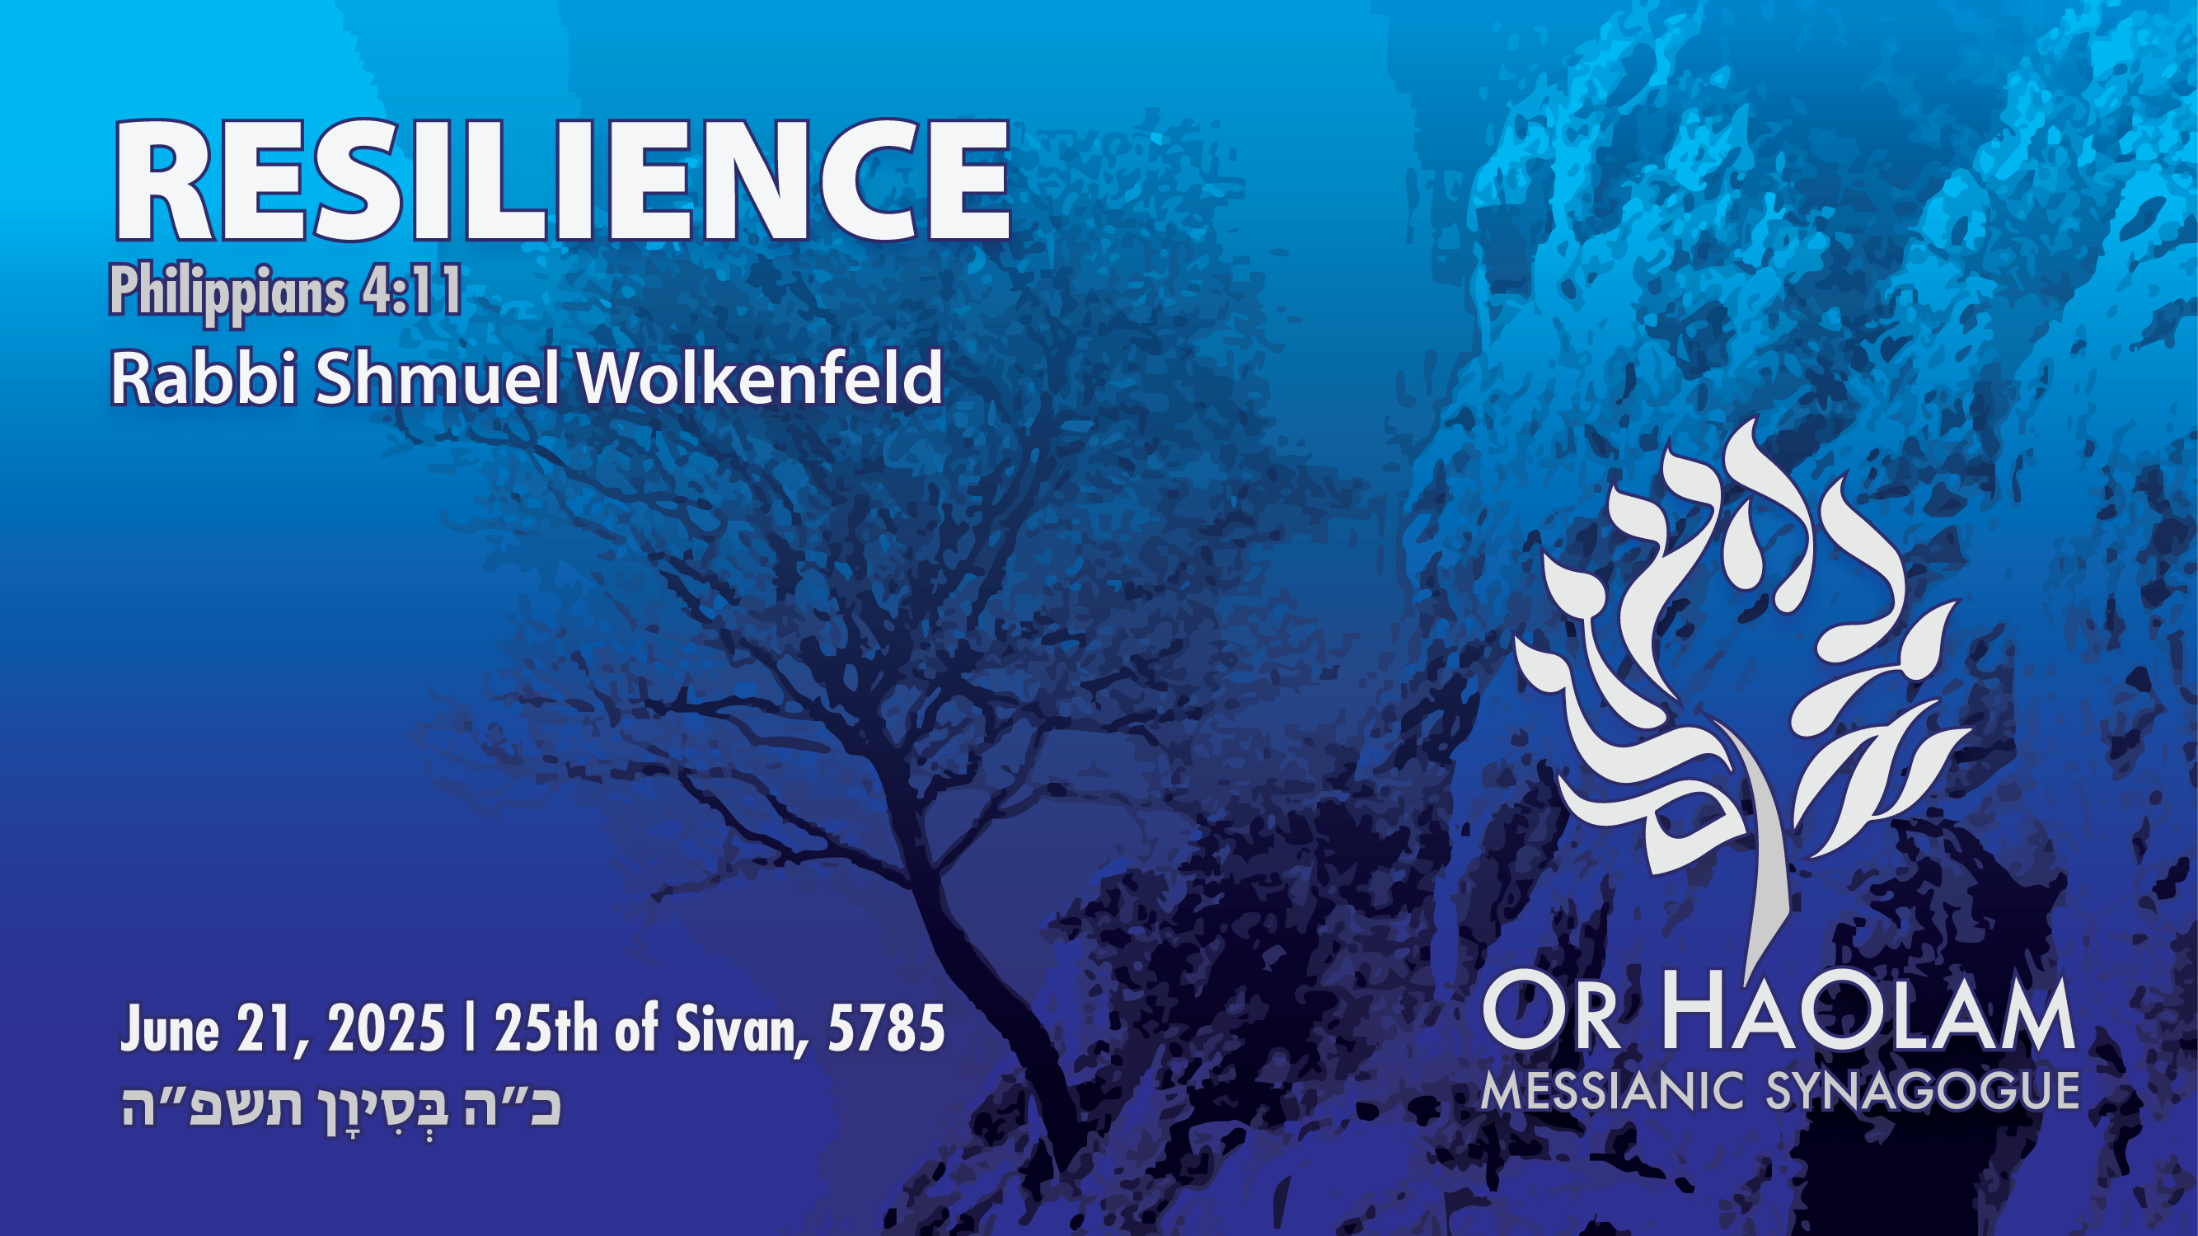 RESILIENCE
Philippians 4:11
Rabbi Shmuel Wolkenfeld
June 21, 2025 | 25th of Sivan, 5785
כ״ה בְּסִיוָן תשפ״ה
OR HAOLAM
MESSIANIC SYNAGOGUE